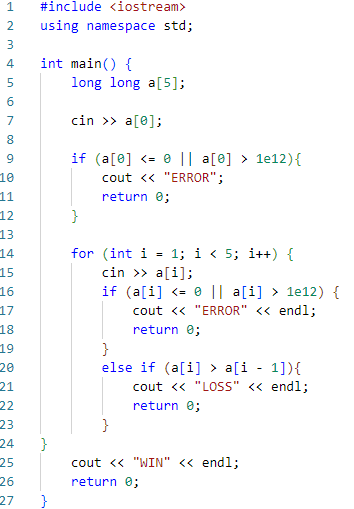 1 #include <iostream>
2 using namespace std;
3
4 int main() {
5     long long a[5];
6
7     cin >> a[0];
8
9     if (a[0] <= 0 || a[0] > 1e12){
10         cout << "ERROR";
11         return 0;
12     }
13
14     for (int i = 1; i < 5; i++) {
15         cin >> a[i];
16         if (a[i] <= 0 || a[i] > 1e12) {
17             cout << "ERROR" << endl;
18             return 0;
19         }
20         else if (a[i] > a[i - 1]){
21             cout << "LOSS" << endl;
22             return 0;
23         }
24 }
25     cout << "WIN" << endl;
26     return 0;
27 }